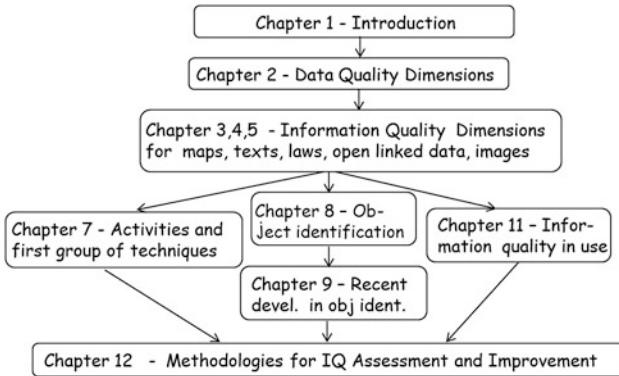 Chapter 1 - Introduction
Chapter 2 - Data Quality Dimensions
Chapter 3,4,5 - Information Quality Dimensions
for maps, texts, laws, open linked data, images
Chapter 7 - Activities and
first group of techniques
Chapter 8 – Ob-
ject identification
Chapter 9 – Recent
devel. in obj ident.
Chapter 11 – Infor-
mation quality in use
Chapter 12 - Methodologies for IQ Assessment and Improvement